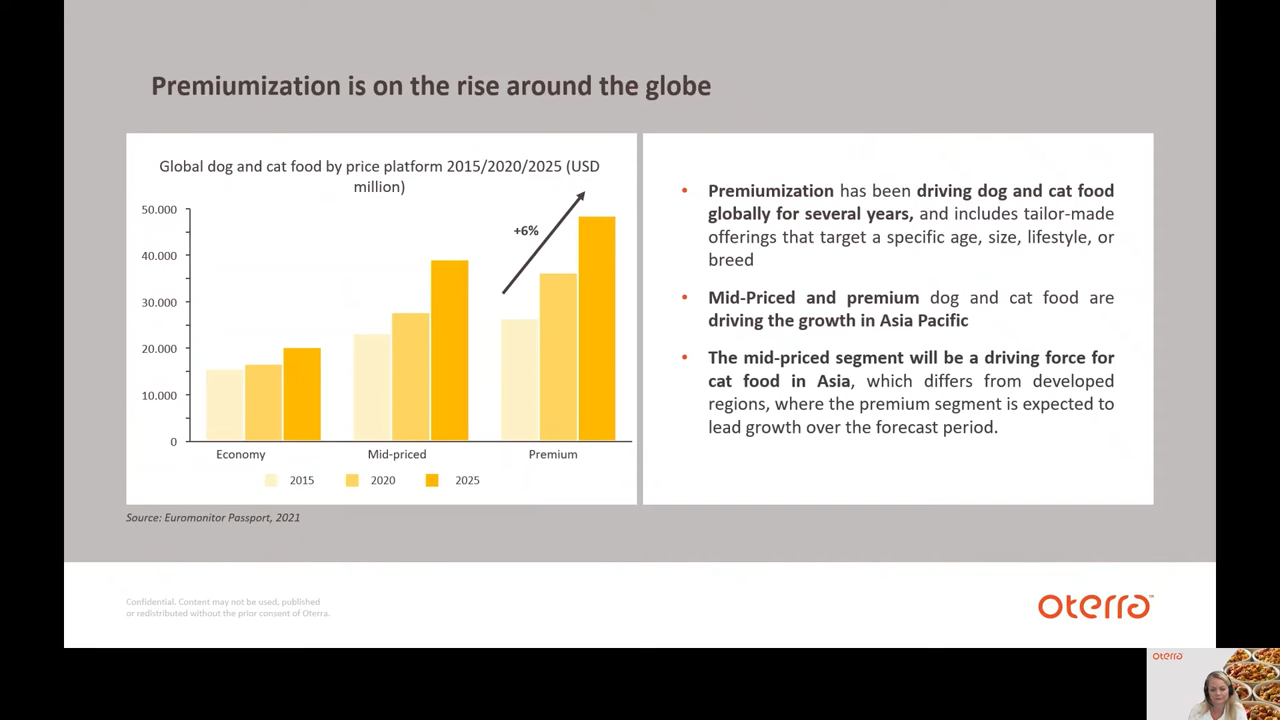 Premiumization is on the rise around the globe
Global dog and cat food by price platform 2015/2020/2025 (USD
million)
50.000
40.000
30.000
20.000
10.000
0
+6%
Economy
Mid-priced
Premium
2015
2020
2025
Source: Euromonitor Passport, 2021
• Premiumization has been driving dog and cat food
globally for several years, and includes tailor-made
offerings that target a specific age, size, lifestyle, or
breed
• Mid-Priced and premium dog and cat food are
driving the growth in Asia Pacific
• The mid-priced segment will be a driving force for
cat food in Asia, which differs from developed
regions, where the premium segment is expected to
lead growth over the forecast period.
Confidential. Content may not be used, published
or redistributed without the prior consent of Oterra.
oterra™
oterra